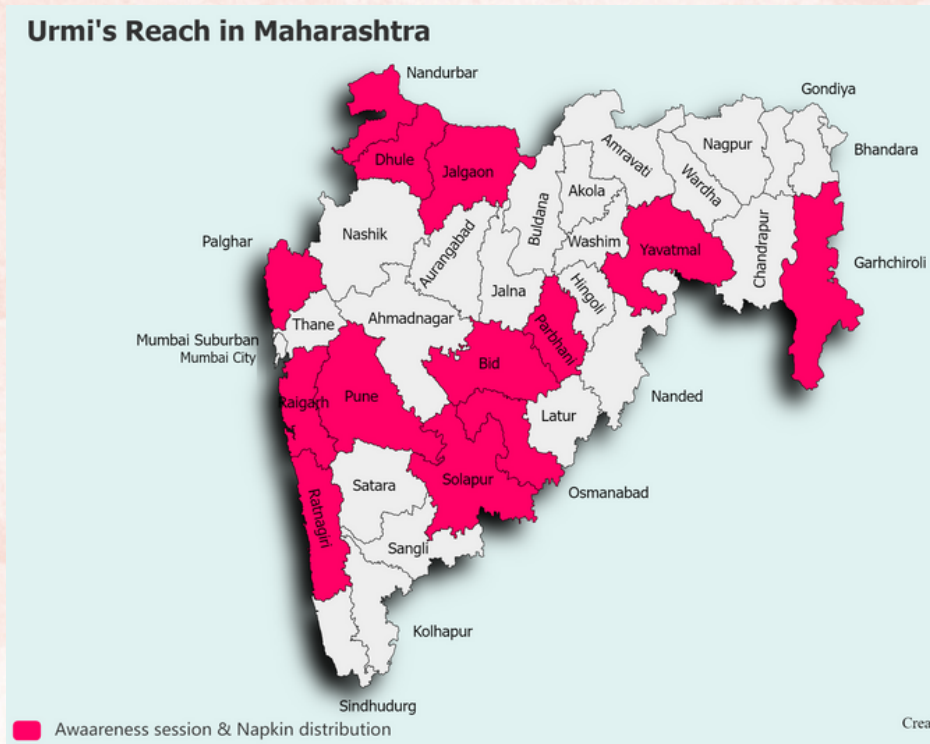 Urmi's Reach in Maharashtra
Nandurbar
Gondiya
Nagpur
Amravati
Bhandara
Dhule
Jalgaon
Wardha
Akola
Buldana
Chandrapur
Nashik
Aurangabad
Washim
Yavatmal
Palghar
Garhchiroli
Jalna
Hingoli
Thane
Ahmadnagar
Parbhani
Mumbai Suburban
Mumbai City
Bid
Raigarh
Pune
Nanded
Latur
Solapur
Satara
Osmanabad
Ratnagiri
Sangli
Kolhapur
Sindhudurg
Crea
Awaareness session & Napkin distribution